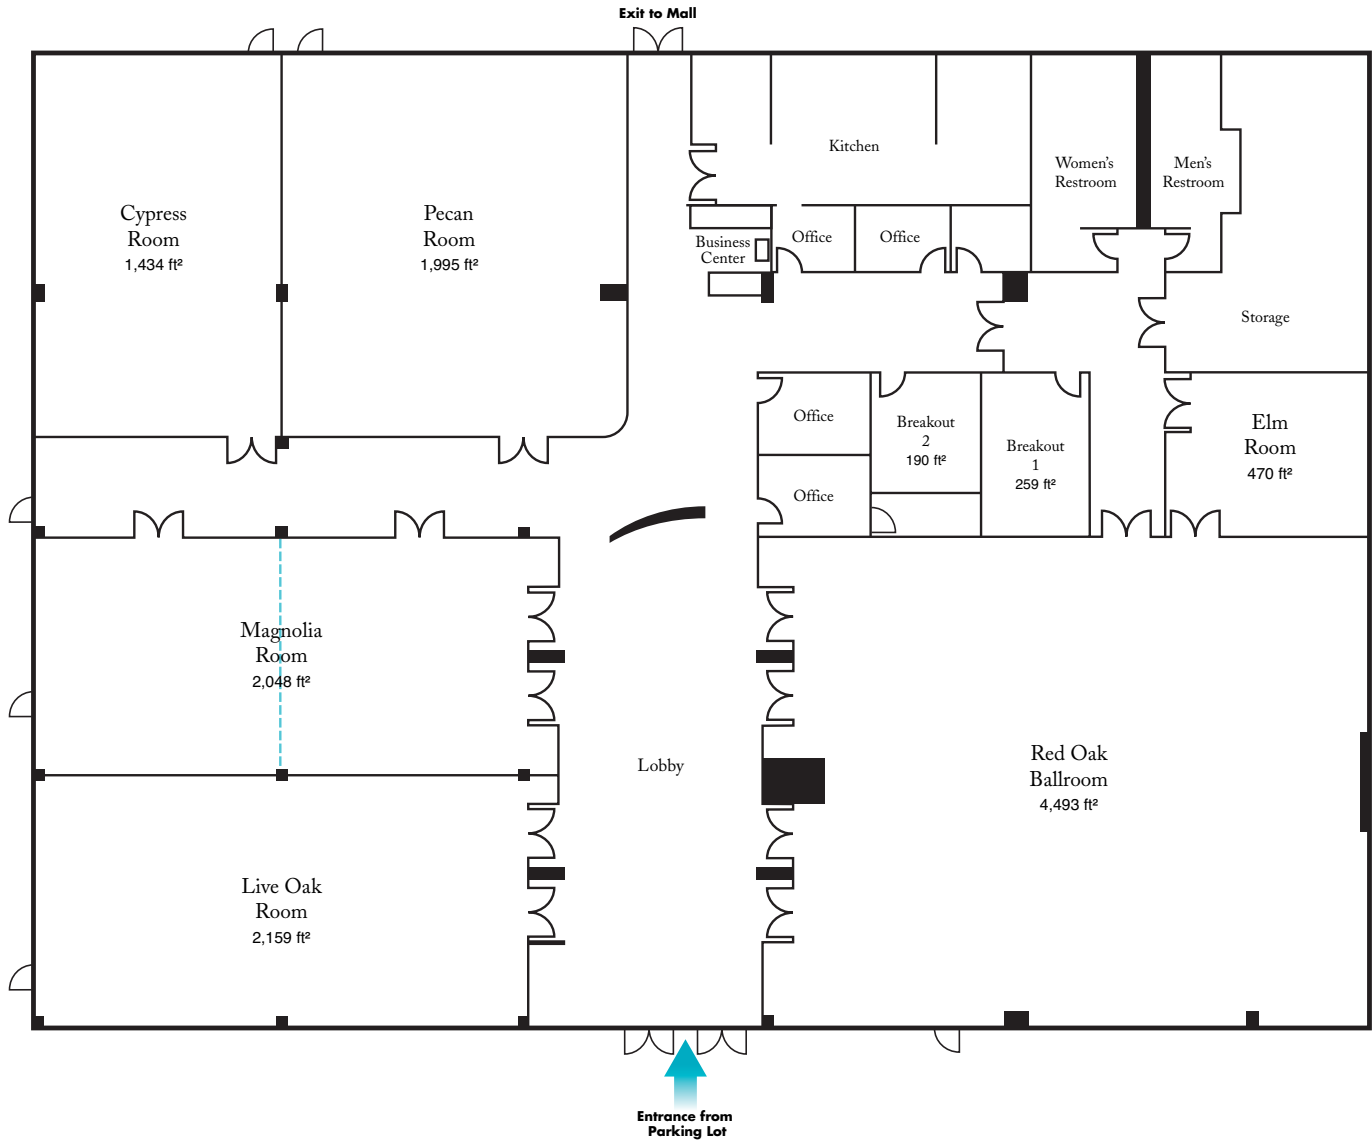 Exit to Mall
Kitchen
Women's
Restroom
Men's
Restroom
Cypress
Room
1,434 ft²
Pecan
Room
1,995 ft²
Business
Center
Office
Office
Storage
Office
Breakout
2
190 ft²
Breakout
1
259 ft²
Elm
Room
470 ft²
Office
Magnolia
Room
2,048 ft²
Lobby
Red Oak
Ballroom
4,493 ft²
Live Oak
Room
2,159 ft²
Entrance from
Parking Lot